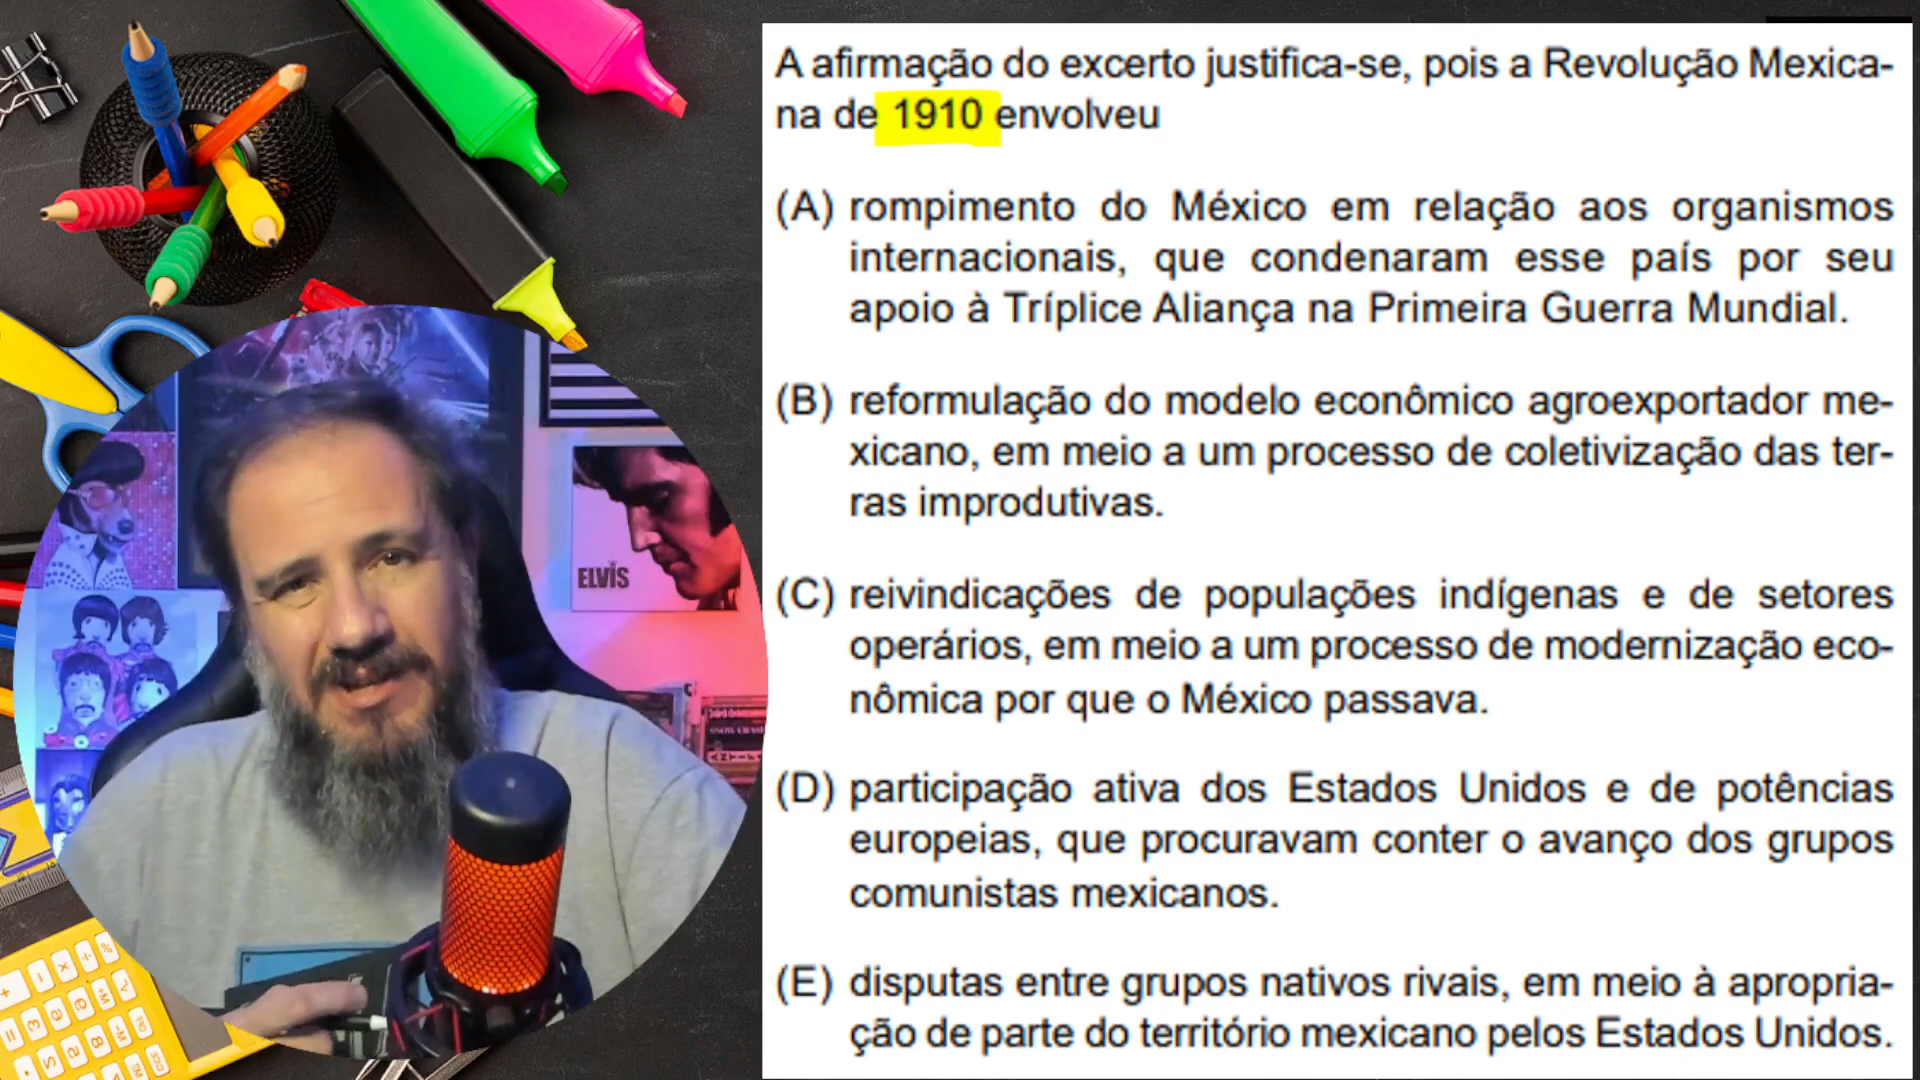 A afirmação do excerto justifica-se, pois a Revolução Mexica-
na de 1910 envolveu
(A) rompimento do México em relação aos organismos
internacionais, que condenaram esse país por seu
apoio à Tríplice Aliança na Primeira Guerra Mundial.
(B) reformulação do modelo econômico agroexportador me-
xicano, em meio a um processo de coletivização das ter-
ras improdutivas.
(C) reivindicações de populações indígenas e de setores
operários, em meio a um processo de modernização eco-
nômica por que o México passava.
(D) participação ativa dos Estados Unidos e de potências
europeias, que procuravam conter o avanço dos grupos
comunistas mexicanos.
(E) disputas entre grupos nativos rivais, em meio à apropria-
ção de parte do território mexicano pelos Estados Unidos.
ELVIS
SNOW CRASH